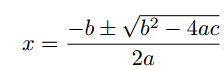 x = \frac{-b \pm \sqrt{b^2 - 4ac}}{2a}